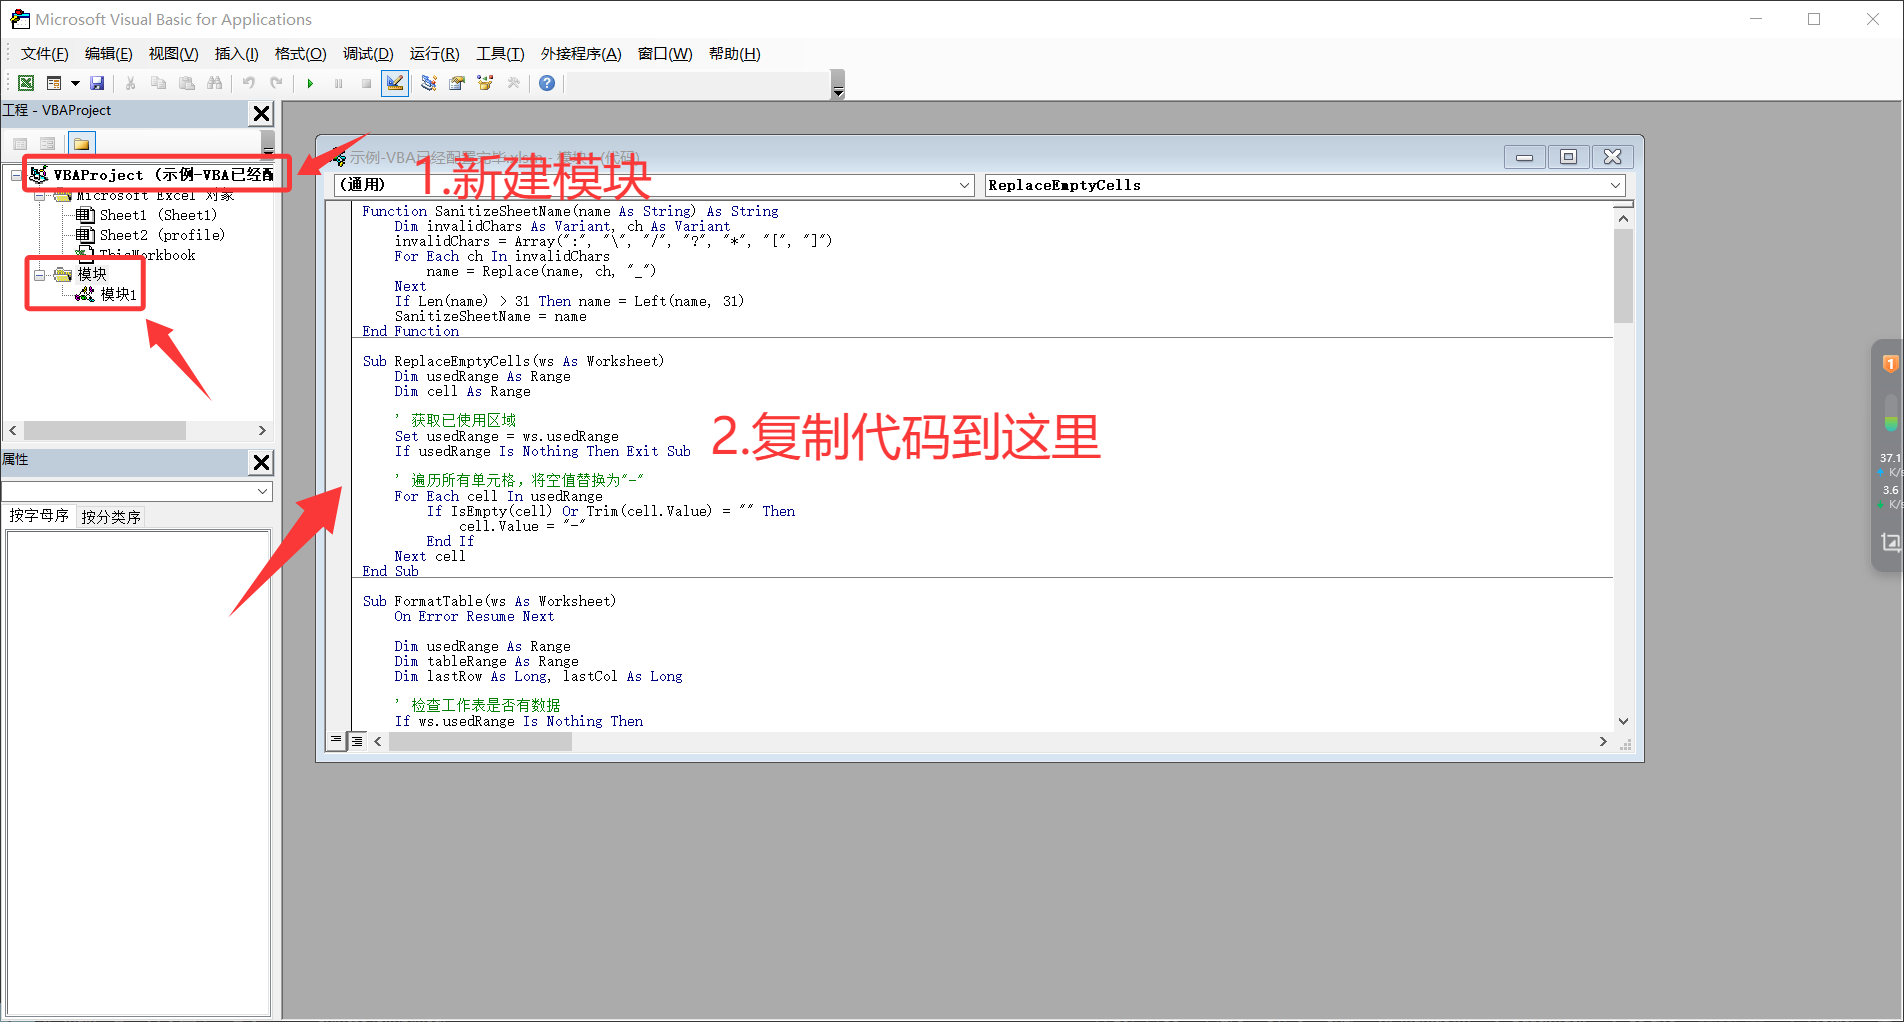 Microsoft Visual Basic for Applications
文件(F) 编辑(E) 视图(V) 插入(I) 格式(O) 调试(D) 运行(R) 工具(T) 外接程序(A) 窗口(W) 帮助(H)
工程 - VBAProject
VBAProject (示例-VBA已经配
Microsoft Excel 对象
Sheet1 (Sheet1)
Sheet2 (profile)
ThisWorkbook
模块
模块1
属性
按字母序 按分类序
示例-VBA已经配置完毕.xlsm - 模块1 (代码)
1.新建模块
(通用) ReplaceEmptyCells
Function SanitizeSheetName(name As String) As String
Dim invalidChars As Variant, ch As Variant
invalidChars = Array(":", "\", "/", "?", "*", "[", "]")
For Each ch In invalidChars
name = Replace(name, ch, "_")
Next
If Len(name) > 31 Then name = Left(name, 31)
SanitizeSheetName = name
End Function
Sub ReplaceEmptyCells(ws As Worksheet)
Dim usedRange As Range
Dim cell As Range
' 获取已使用区域
Set usedRange = ws.usedRange
If usedRange Is Nothing Then Exit Sub
2.复制代码到这里
' 遍历所有单元格，将空值替换为"-"
For Each cell In usedRange
If IsEmpty(cell) Or Trim(cell.Value) = "" Then
cell.Value = "-"
End If
Next cell
End Sub
Sub FormatTable(ws As Worksheet)
On Error Resume Next
Dim usedRange As Range
Dim tableRange As Range
Dim lastRow As Long, lastCol As Long
' 检查工作表是否有数据
If ws.usedRange Is Nothing Then
1
37.1
K/s
3.6
K/s